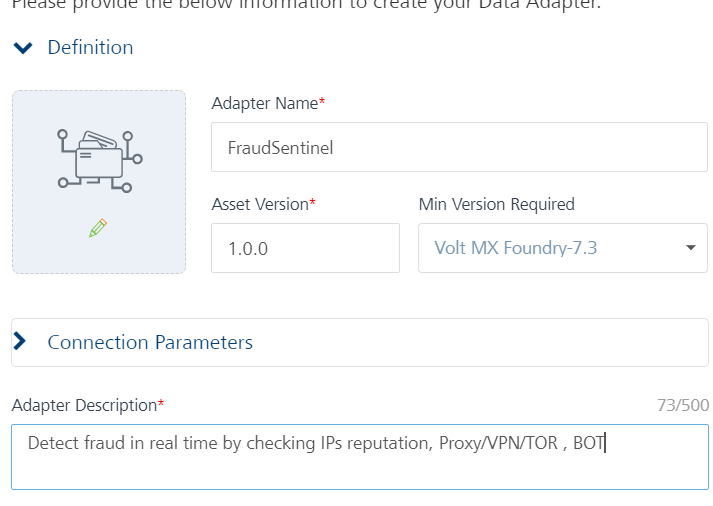 Please provide the below information to create your Data Adapter.
Definition
Adapter Name*
FraudSentinel
Asset Version*
Min Version Required
1.0.0
Volt MX Foundry-7.3
Connection Parameters
Adapter Description*
73/500
Detect fraud in real time by checking IPs reputation, Proxy/VPN/TOR , BOT